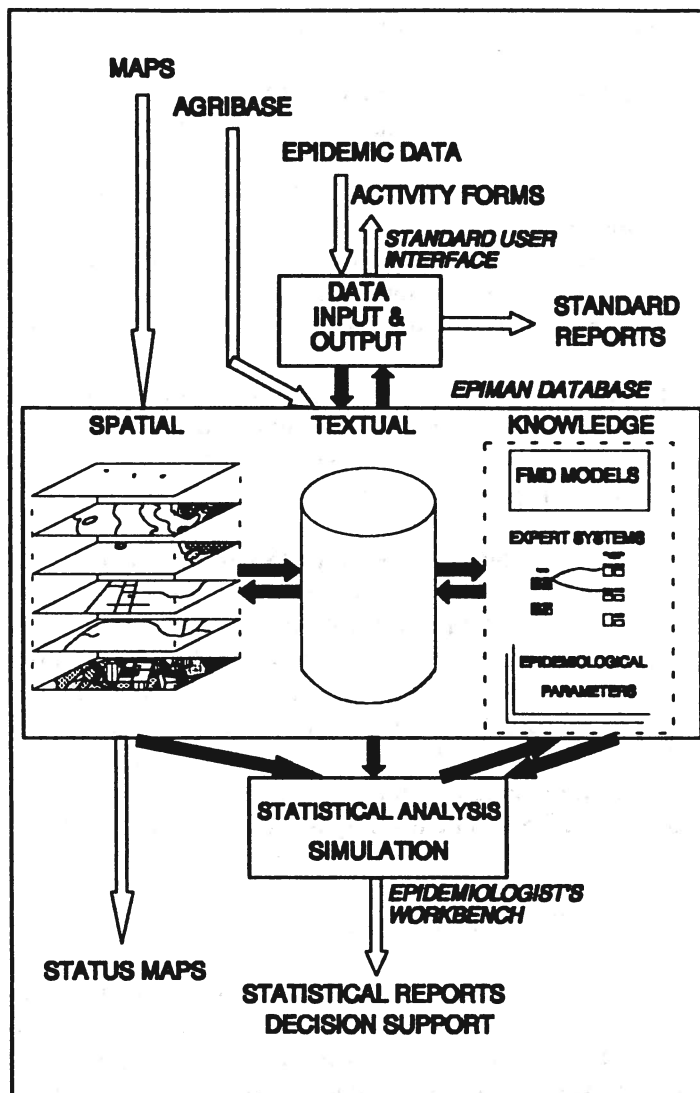 MAPS
AGRIBASE
EPIDEMIC DATA
ACTIVITY FORMS
STANDARD USER
INTERFACE
DATA
INPUT &
OUTPUT
STANDARD
REPORTS
EPIMAN DATABASE
SPATIAL
TEXTUAL
KNOWLEDGE
FMD MODELS
EXPERT SYSTEMS
EPIDEMIOLOGICAL
PARAMETERS
STATISTICAL ANALYSIS
SIMULATION
EPIDEMIOLOGIST'S
WORKBENCH
STATUS MAPS
STATISTICAL REPORTS
DECISION SUPPORT